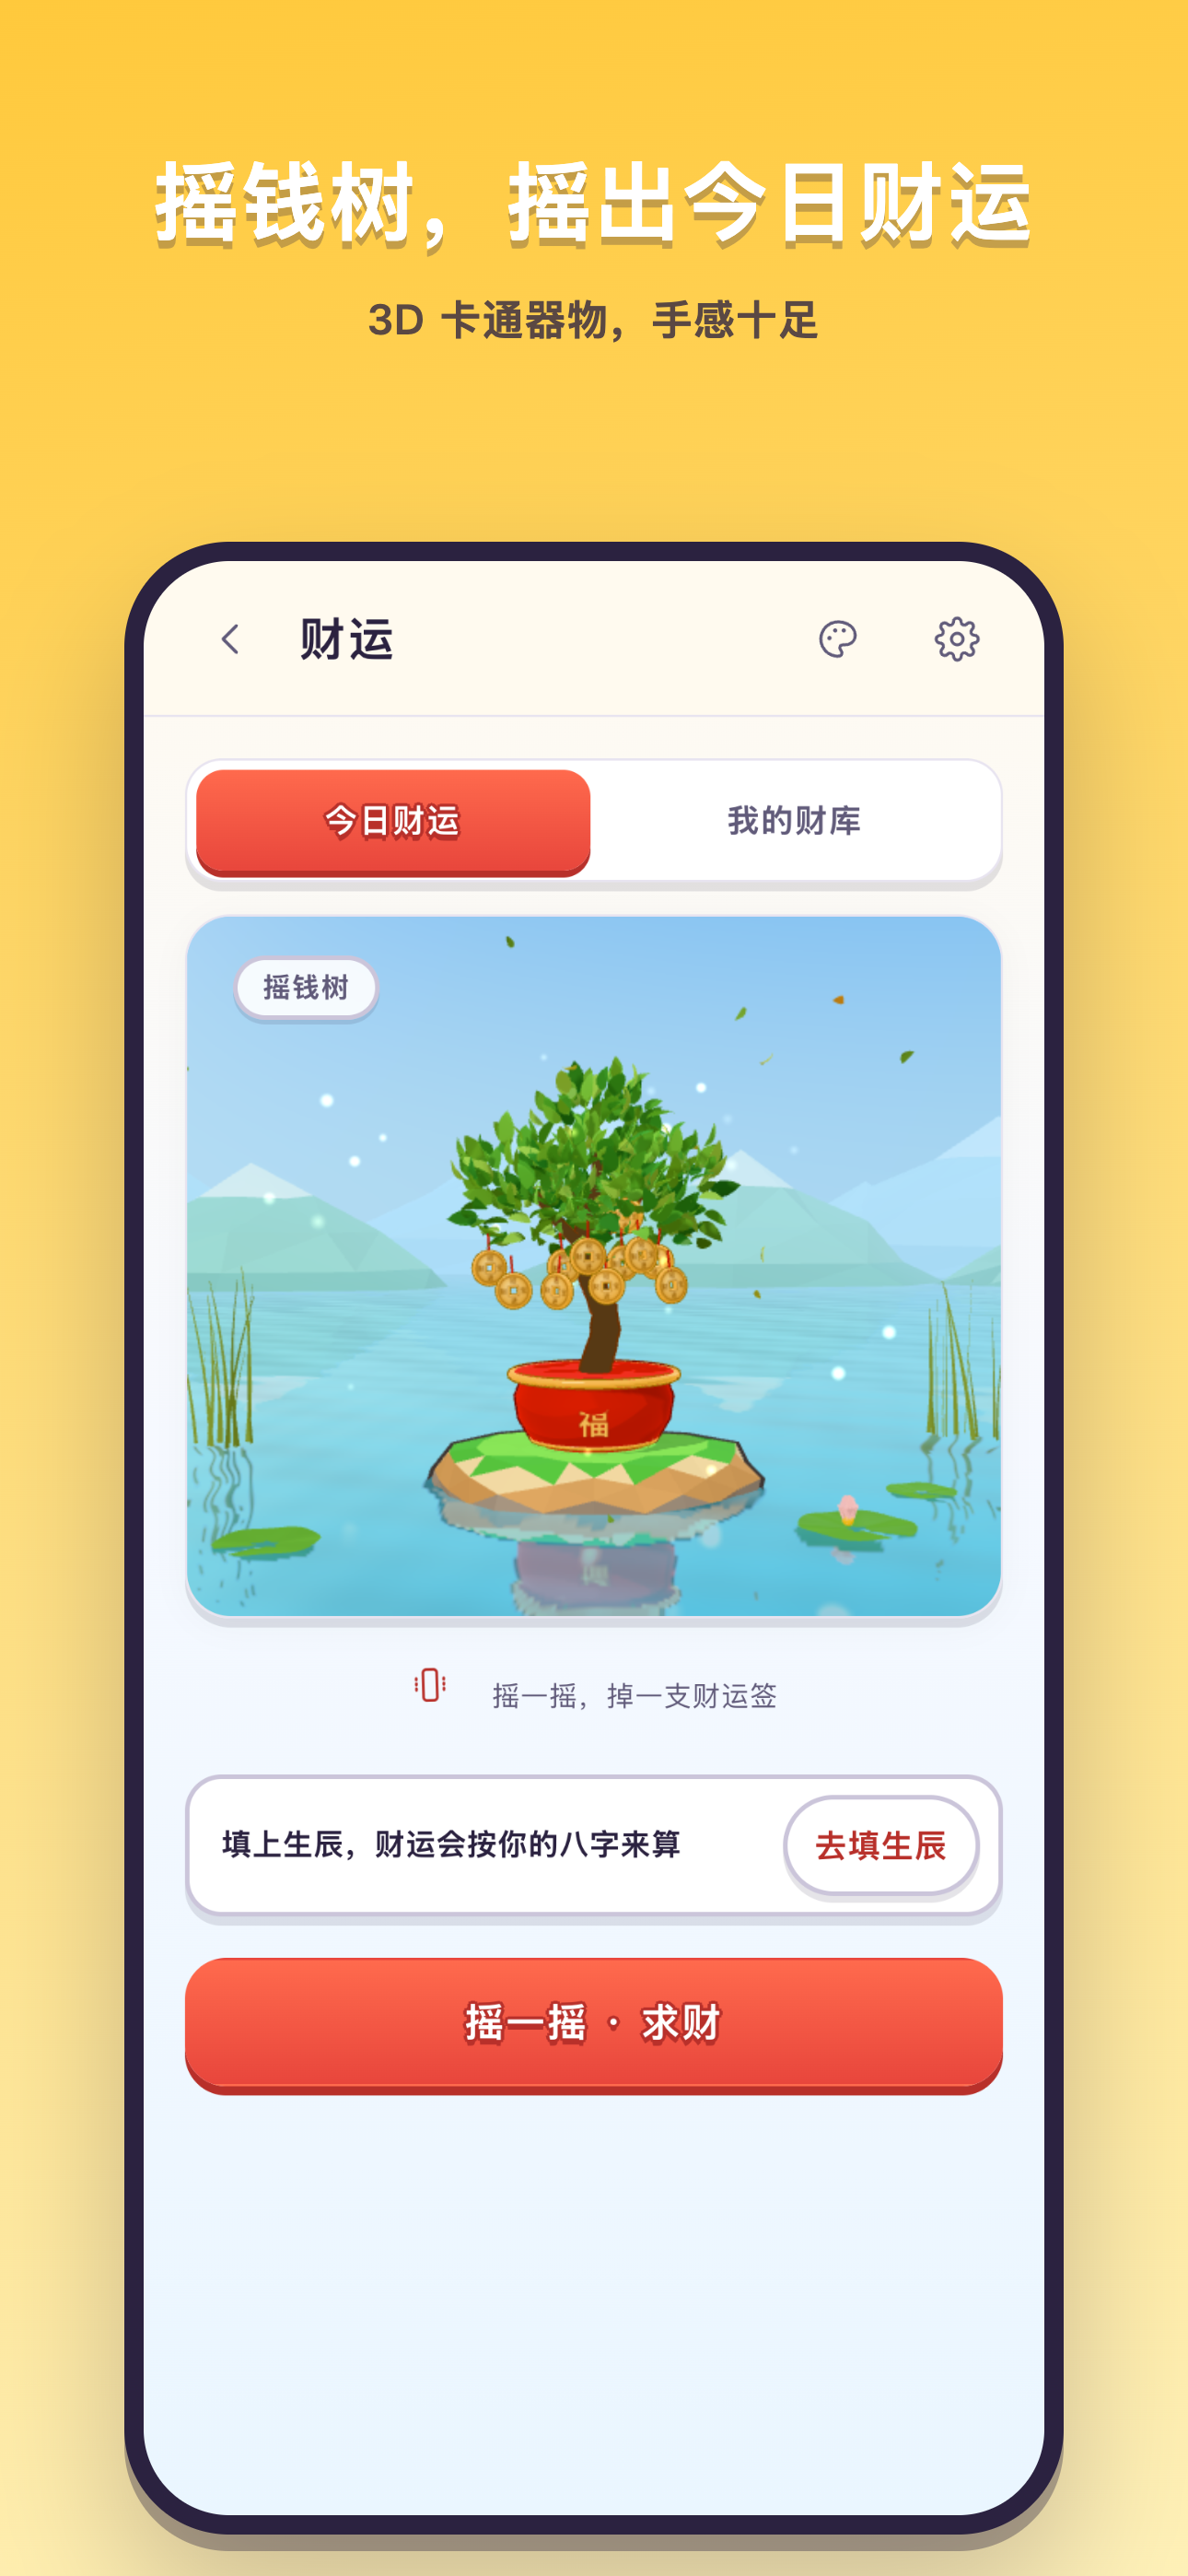 摇钱树，摇出今日财运
3D 卡通器物，手感十足
财运
今日财运
我的财库
摇钱树
福
摇一摇，掉一支财运签
填上生辰，财运会按你的八字来算
去填生辰
摇一摇 · 求财